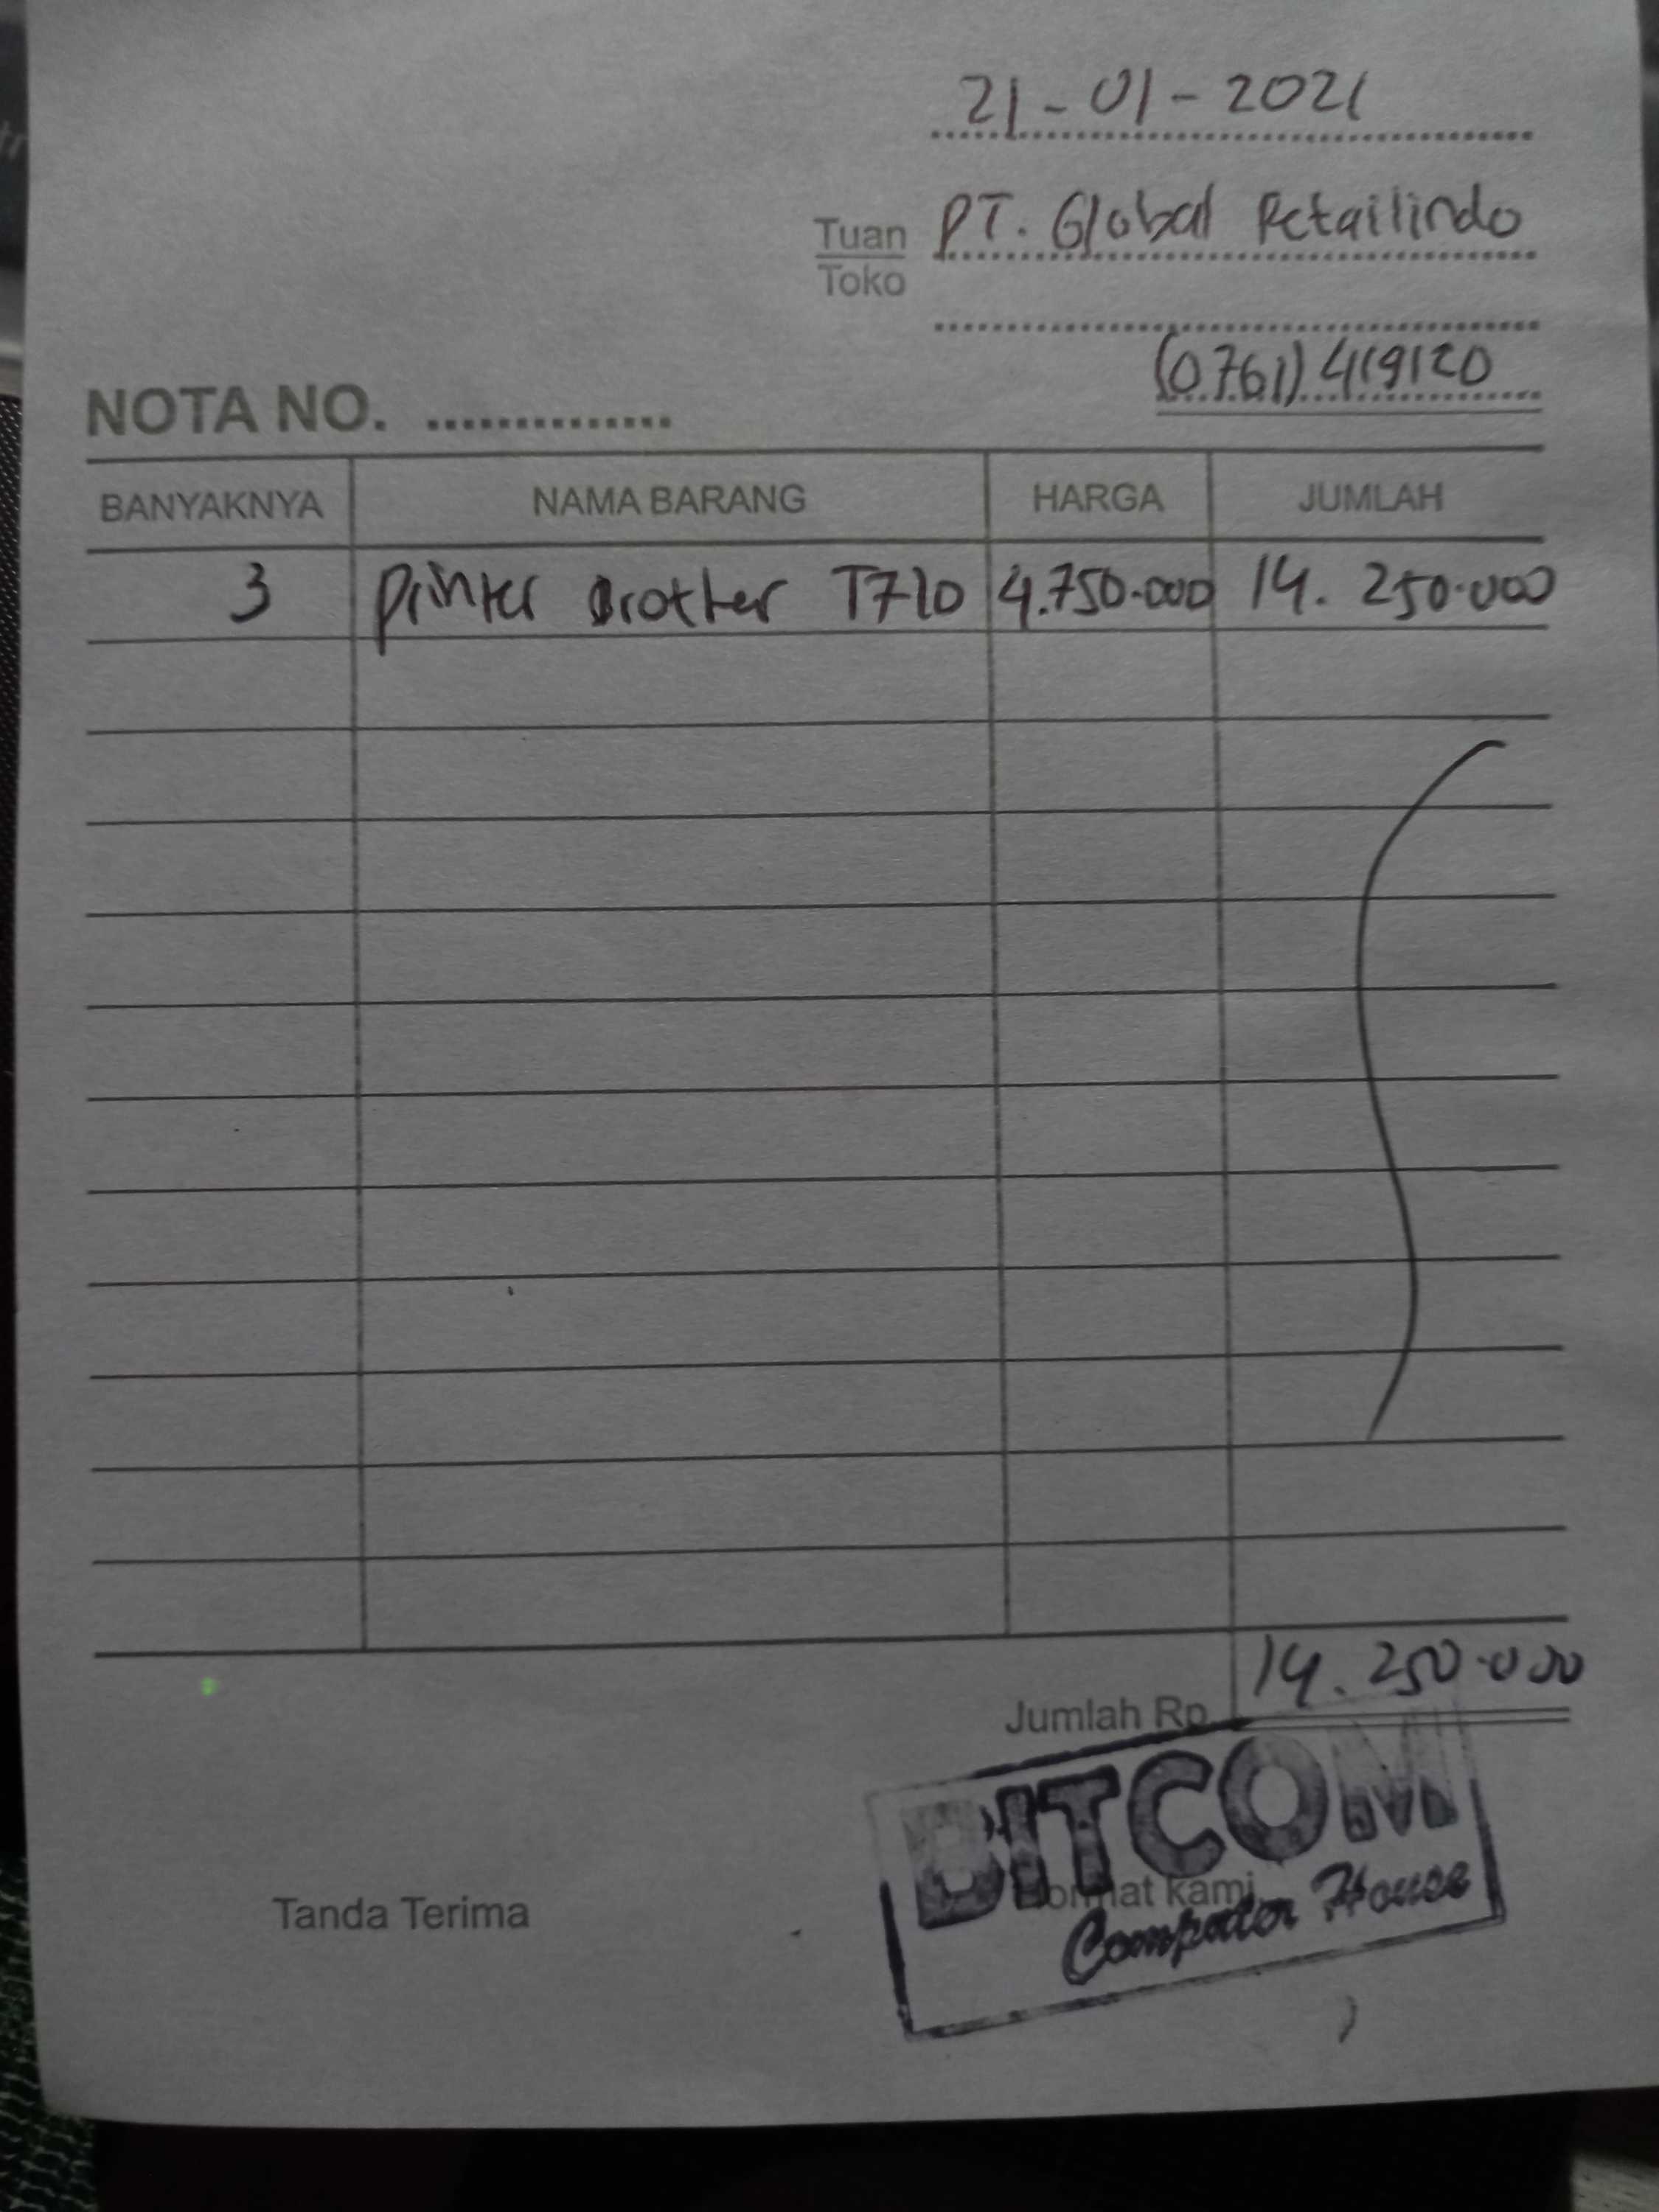 21-01-2021
Tuan PT. Global Retailindo
Toko
(0761) 419120
NOTA NO. ..............
BANYAKNYA NAMA BARANG HARGA JUMLAH
3 Printer Brother T710 4.750.000 14.250.000
Jumlah Rp 14.250.000
BITCOM
Tanda Terima Hormat kami,
Computer House